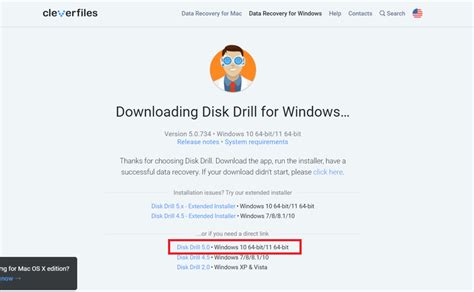 cleverfiles
Data Recovery for Mac Data Recovery for Windows Help Contacts Search
Downloading Disk Drill for Windows...
Version 5.0.734 • Windows 10 64-bit/11 64-bit
Release notes • System requirements
Thanks for choosing Disk Drill. Download the app, run the installer, have a
successful data recovery. If your download didn't start, please click here.
Installation issues? Try our extended installer
Disk Drill 5.x - Extended Installer • Windows 10 64-bit/11 64-bit
Disk Drill 4.5 - Extended Installer • Windows 7/8/8.1/10
...or if you need a direct link
Disk Drill 5.0 • Windows 10 64-bit/11 64-bit
Disk Drill 4.5 • Windows 7/8/8.1/10
Disk Drill 2.0 • Windows XP & Vista
ng for Mac OS X edition?
now →